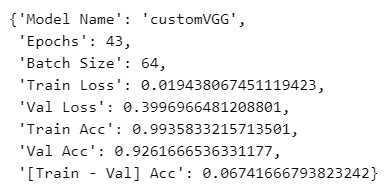 {'Model Name': 'customVGG',
'Epochs': 43,
'Batch Size': 64,
'Train Loss': 0.019438067451119423,
'Val Loss': 0.3996966481208801,
'Train Acc': 0.9935833215713501,
'Val Acc': 0.9261666536331177,
'[Train - Val] Acc': 0.06741666793823242}